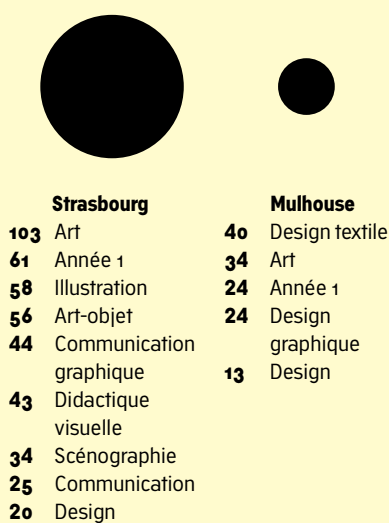 Strasbourg
103 Art
61 Année 1
58 Illustration
56 Art-objet
44 Communication
graphique
43 Didactique
visuelle
34 Scénographie
25 Communication
20 Design
Mulhouse
40 Design textile
34 Art
24 Année 1
24 Design
graphique
13 Design